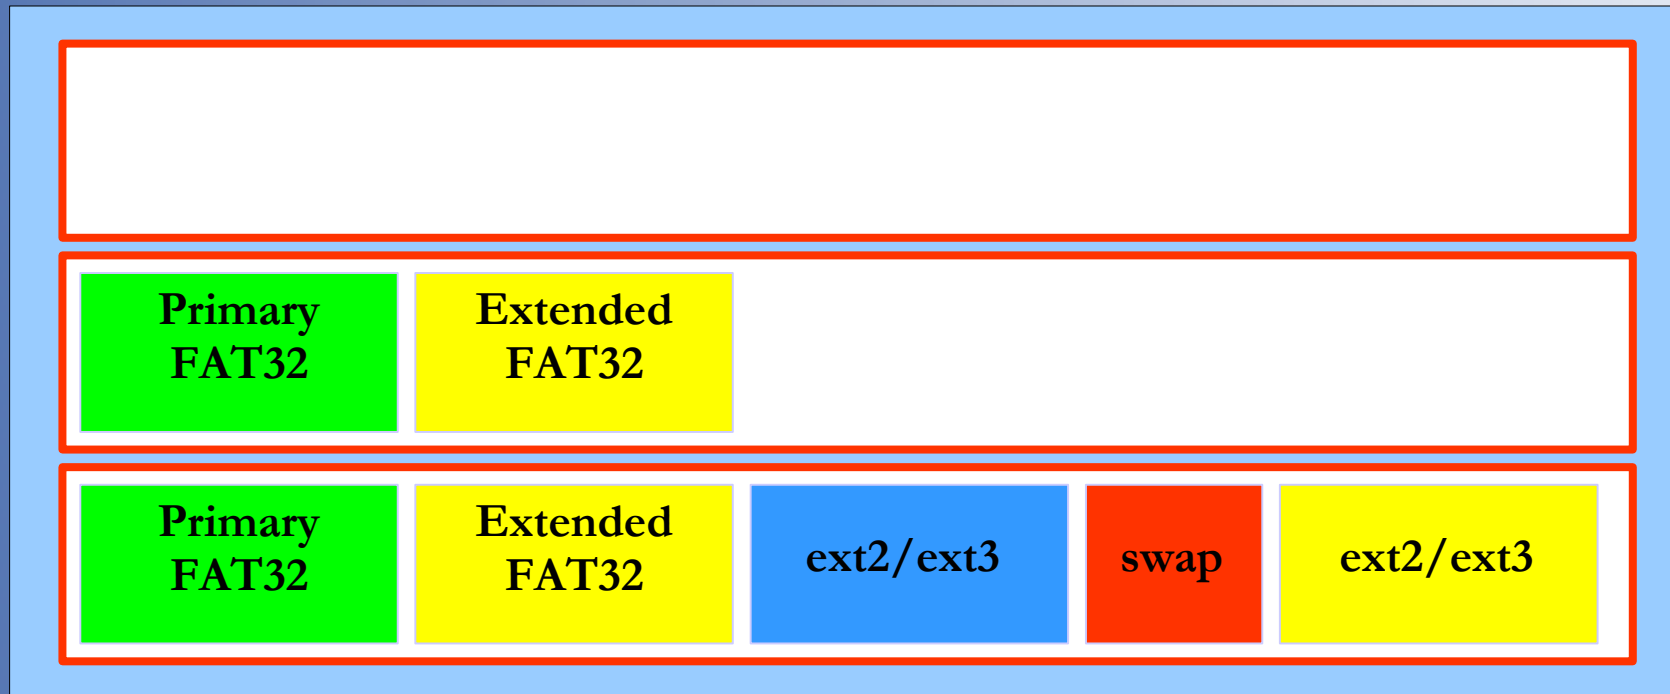 Primary
FAT32
Extended
FAT32
Primary
FAT32
Extended
FAT32
ext2/ext3
swap
ext2/ext3